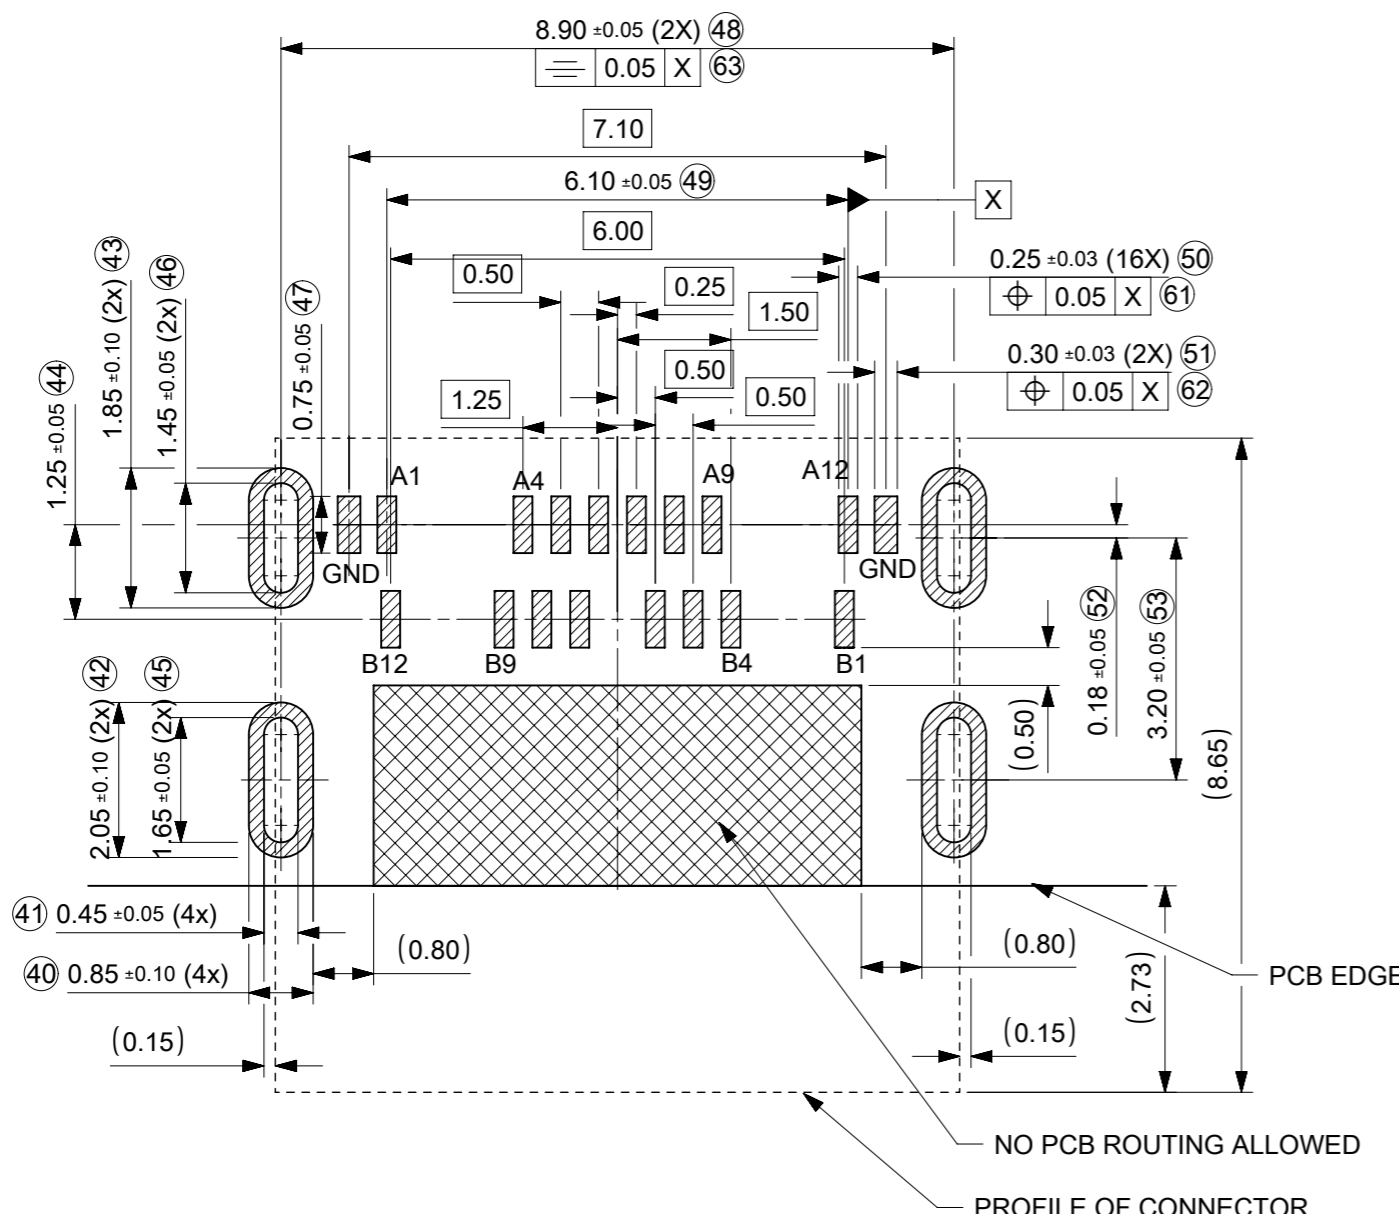 8.90 ±0.05 (2X) 48
0.05 X 63
7.10
6.10 ±0.05 49
X
6.00
0.50
0.25
1.50
0.25 ±0.03 (16X) 50
0.05 X 61
0.30 ±0.03 (2X) 51
0.05 X 62
0.50
1.25
0.50
1.25 ±0.05 44
1.85 ±0.10 (2x) 43
1.45 ±0.05 (2x) 46
0.75 ±0.05 47
A1
A4
A9
A12
GND
GND
B12
B9
B4
B1
0.18 ±0.05 52
3.20 ±0.05 53
(0.50)
(8.65)
2.05 ±0.10 (2x) 42
1.65 ±0.05 (2x) 45
41 0.45 ±0.05 (4x)
40 0.85 ±0.10 (4x)
(0.80)
(0.80)
(0.15)
(0.15)
(2.73)
PCB EDGE
NO PCB ROUTING ALLOWED
PROFILE OF CONNECTOR